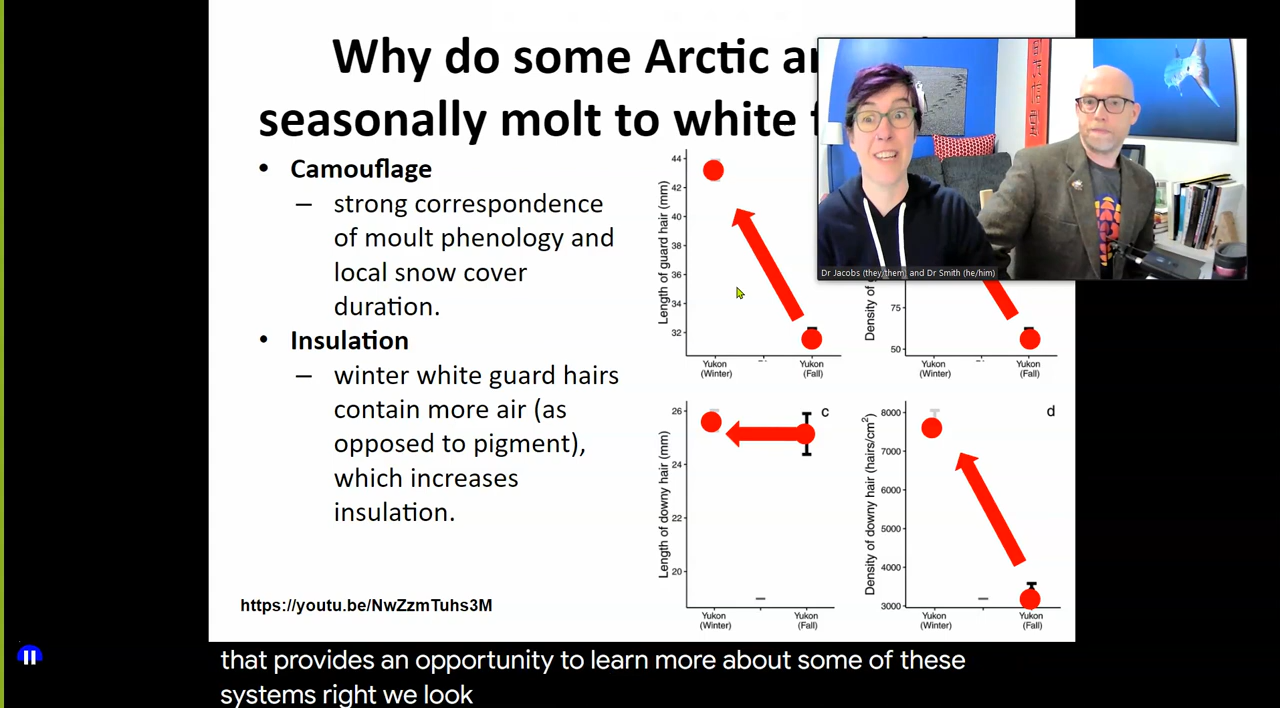 Why do some Arctic
seasonally molt to white
• Camouflage
– strong correspondence
of moult phenology and
local snow cover
duration.
• Insulation
– winter white guard hairs
contain more air (as
opposed to pigment),
which increases
insulation.
https://youtu.be/NwZzmTuhs3M
Length of guard hair (mm)
44
42
40
38
36
34
32
Yukon
(Winter)
Yukon
(Fall)
Density of
75
50
Yukon
(Winter)
Yukon
(Fall)
c
Length of downy hair (mm)
26
24
22
20
Yukon
(Winter)
Yukon
(Fall)
d
Density of downy hair (hairs/cm²)
8000
7000
6000
5000
4000
3000
Yukon
(Winter)
Yukon
(Fall)
Dr Jacobs (they/them) and Dr Smith (he/him)
that provides an opportunity to learn more about some of these
systems right we look